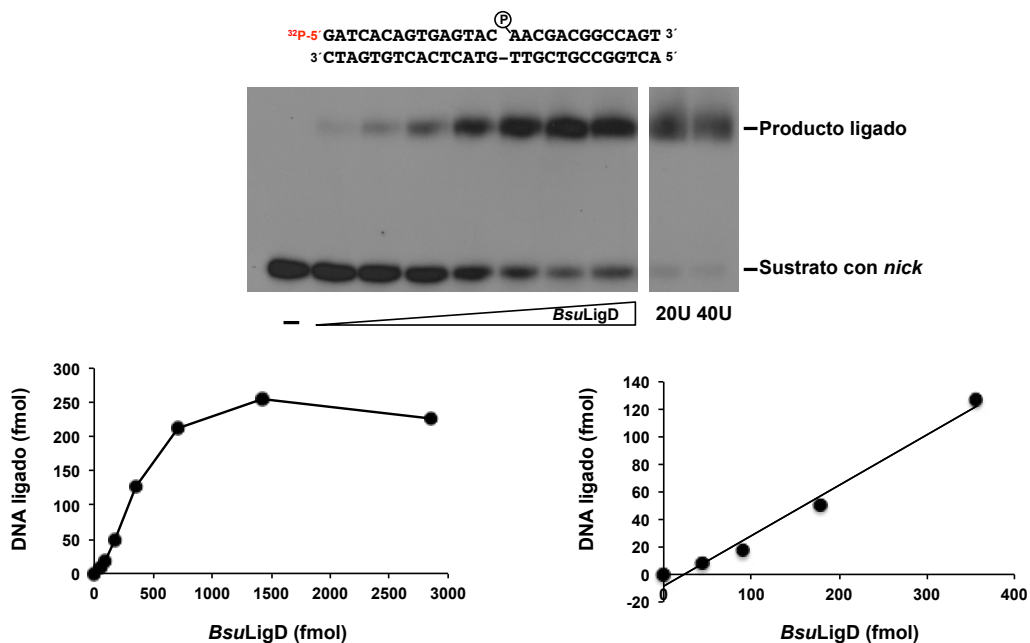 P
32P-5´GATCACAGTGAGTAC AACGACGGCCAGT 3´
3´CTAGTGTCACTCATG-TTGCTGCCGGTCA 5´
Producto ligado
Sustrato con nick
– BsuLigD 20U 40U
DNA ligado (fmol)
300
250
200
150
100
50
0
0 500 1000 1500 2000 2500 3000
BsuLigD (fmol)
DNA ligado (fmol)
140
120
100
80
60
40
20
0
-20
0 100 200 300 400
BsuLigD (fmol)